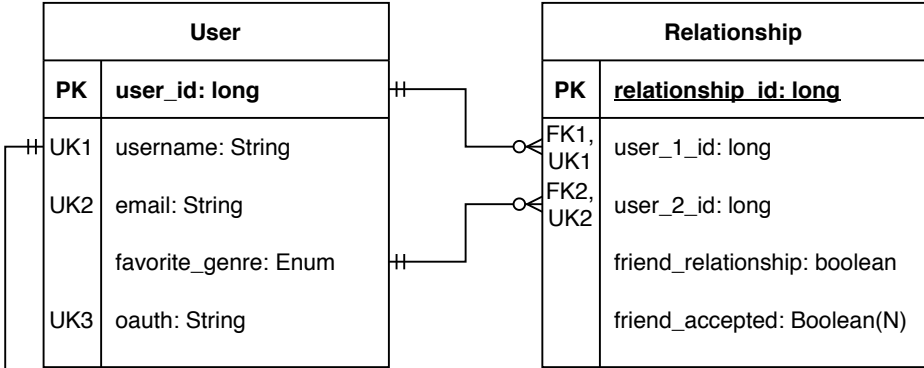 User
PK user_id: long
UK1 username: String
UK2 email: String
favorite_genre: Enum
UK3 oauth: String
Relationship
PK relationship_id: long
FK1,
UK1 user_1_id: long
FK2,
UK2 user_2_id: long
friend_relationship: boolean
friend_accepted: Boolean(N)